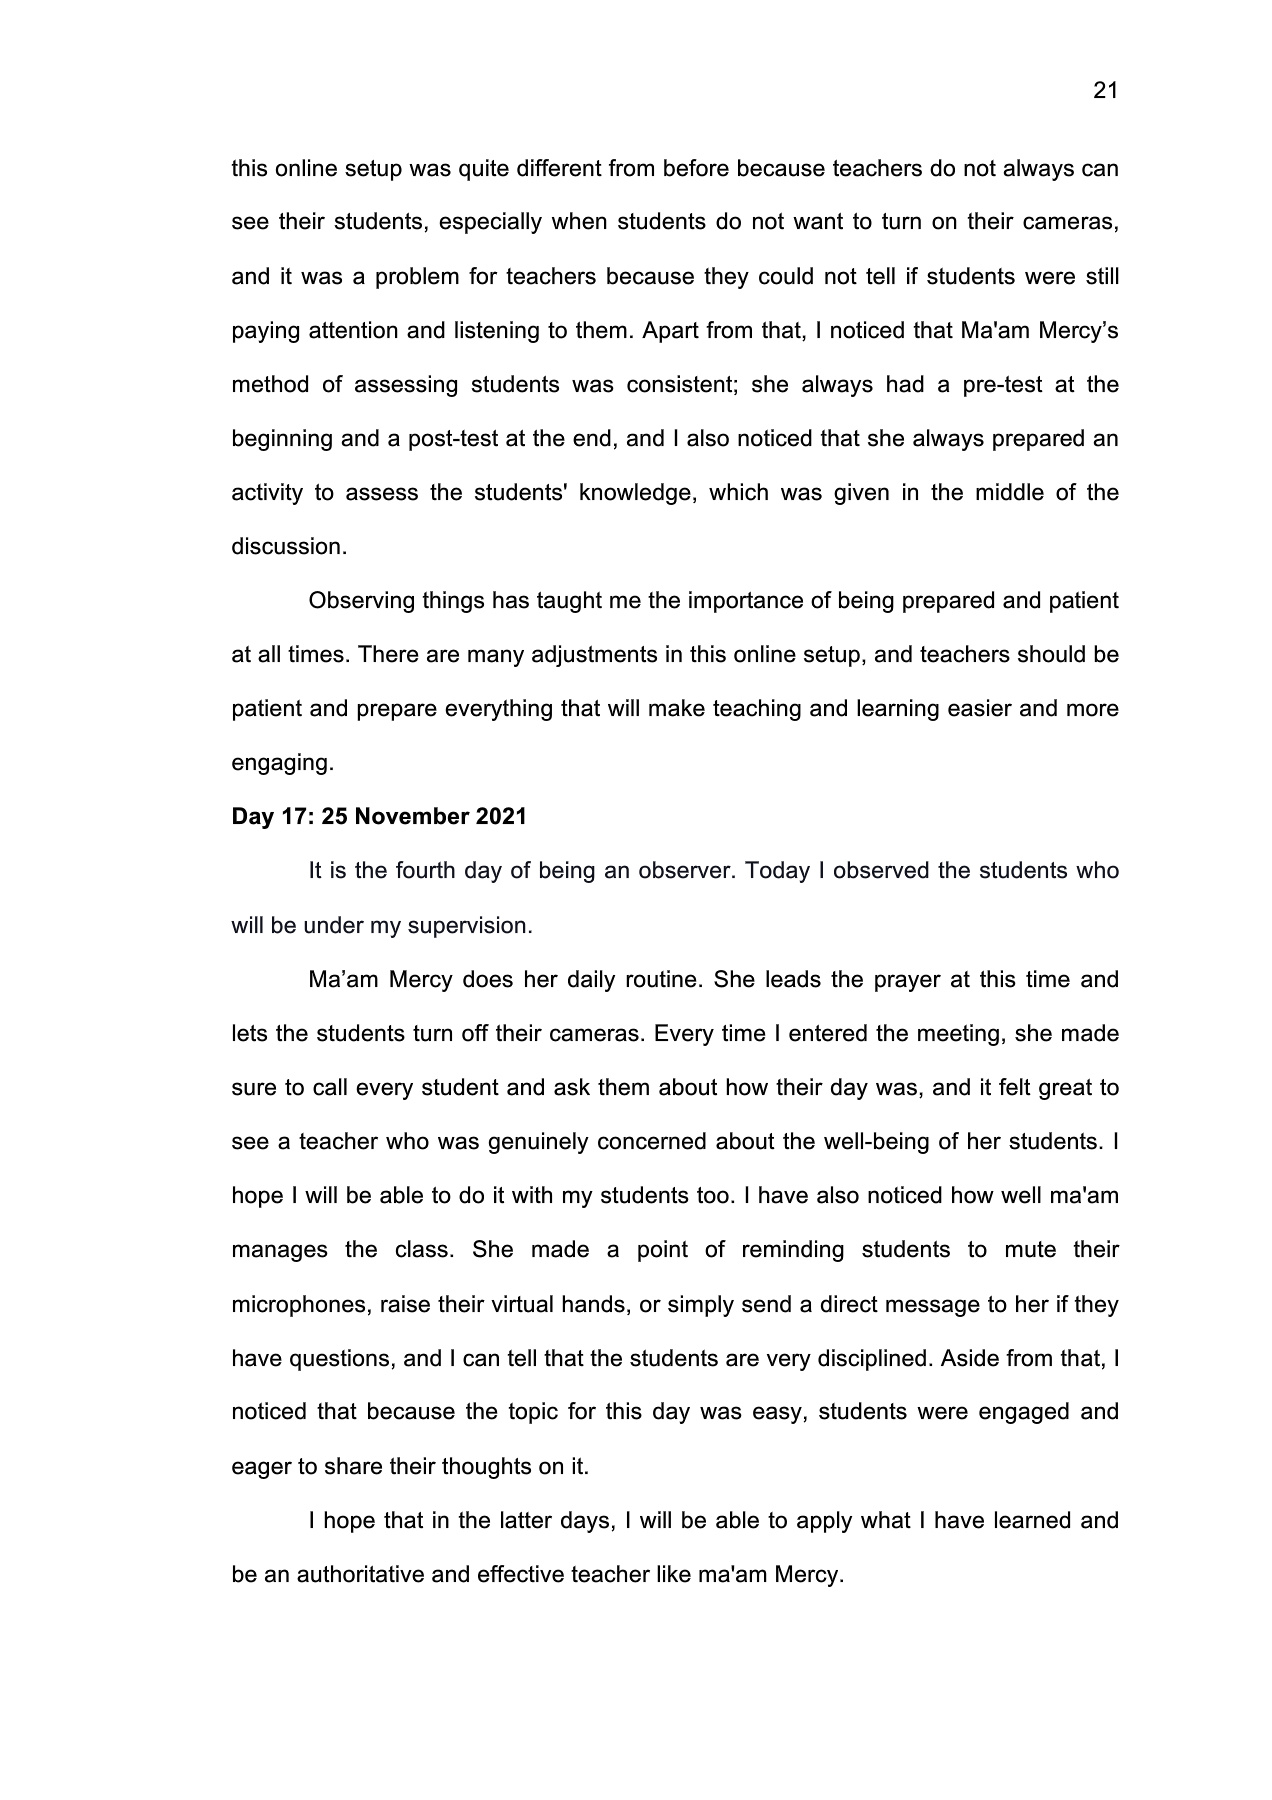 21
this online setup was quite different from before because teachers do not always can
see their students, especially when students do not want to turn on their cameras,
and it was a problem for teachers because they could not tell if students were still
paying attention and listening to them. Apart from that, I noticed that Ma'am Mercy’s
method of assessing students was consistent; she always had a pre-test at the
beginning and a post-test at the end, and I also noticed that she always prepared an
activity to assess the students' knowledge, which was given in the middle of the
discussion.
Observing things has taught me the importance of being prepared and patient
at all times. There are many adjustments in this online setup, and teachers should be
patient and prepare everything that will make teaching and learning easier and more
engaging.
Day 17: 25 November 2021
It is the fourth day of being an observer. Today I observed the students who
will be under my supervision.
Ma’am Mercy does her daily routine. She leads the prayer at this time and
lets the students turn off their cameras. Every time I entered the meeting, she made
sure to call every student and ask them about how their day was, and it felt great to
see a teacher who was genuinely concerned about the well-being of her students. I
hope I will be able to do it with my students too. I have also noticed how well ma'am
manages the class. She made a point of reminding students to mute their
microphones, raise their virtual hands, or simply send a direct message to her if they
have questions, and I can tell that the students are very disciplined. Aside from that, I
noticed that because the topic for this day was easy, students were engaged and
eager to share their thoughts on it.
I hope that in the latter days, I will be able to apply what I have learned and
be an authoritative and effective teacher like ma'am Mercy.